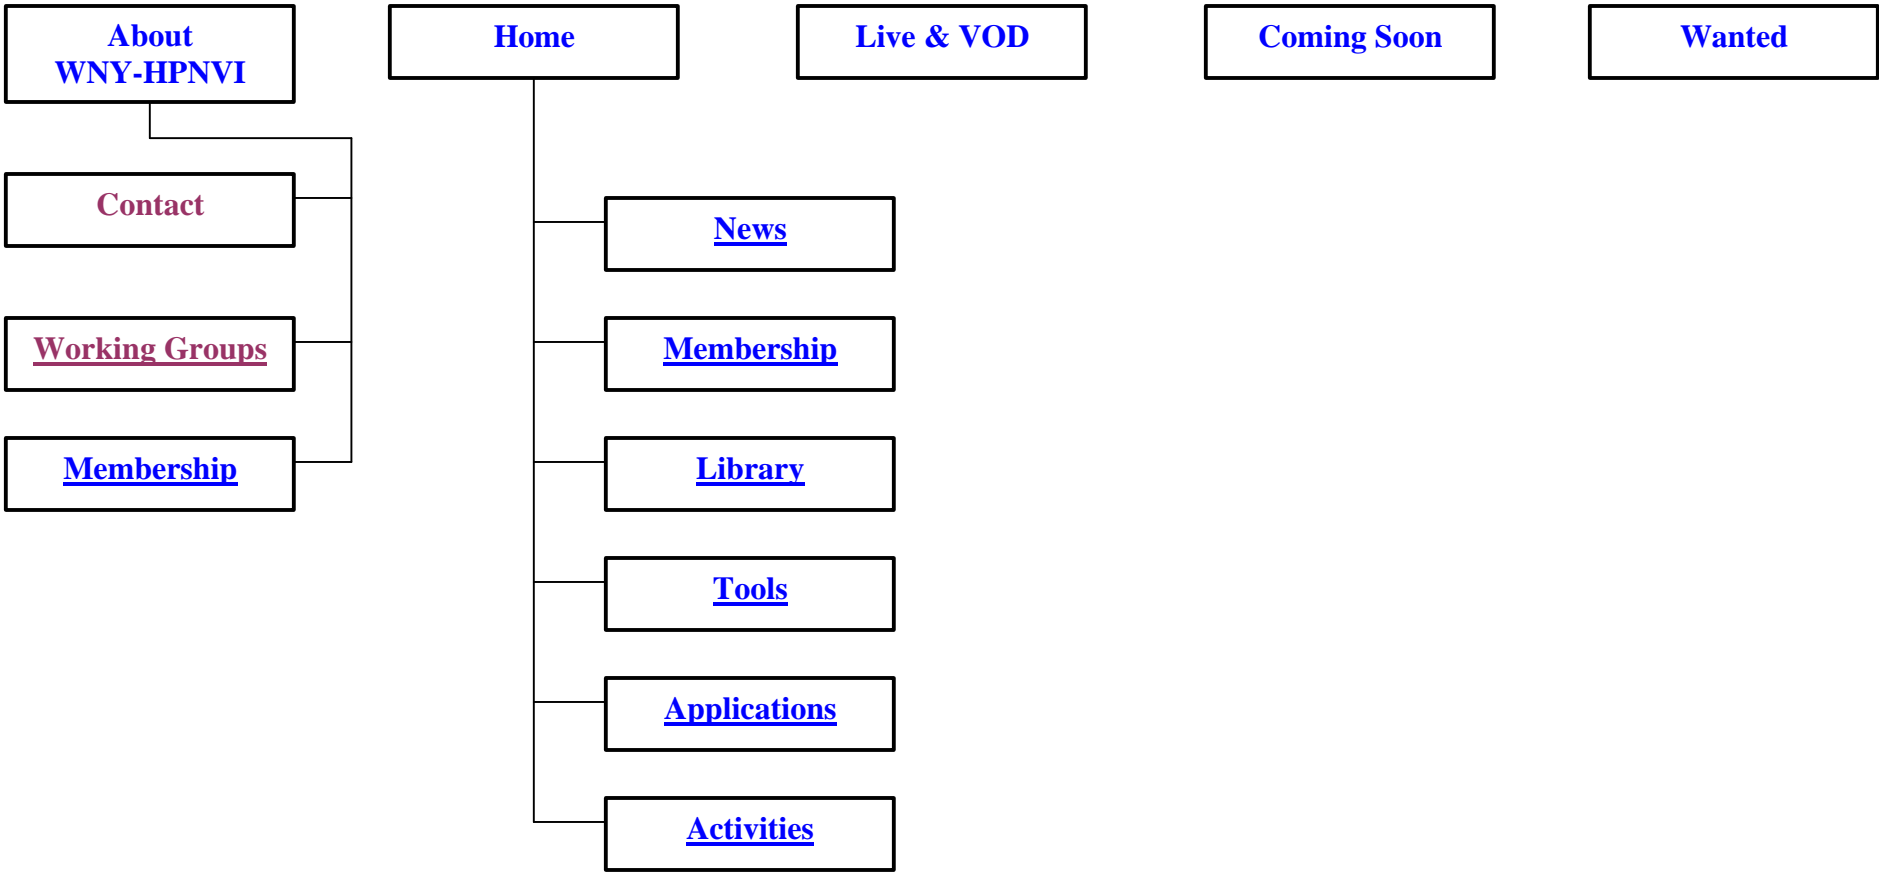 About
WNY-HPNVI
Home
Live & VOD
Coming Soon
Wanted
Contact
Working Groups
Membership
News
Membership
Library
Tools
Applications
Activities